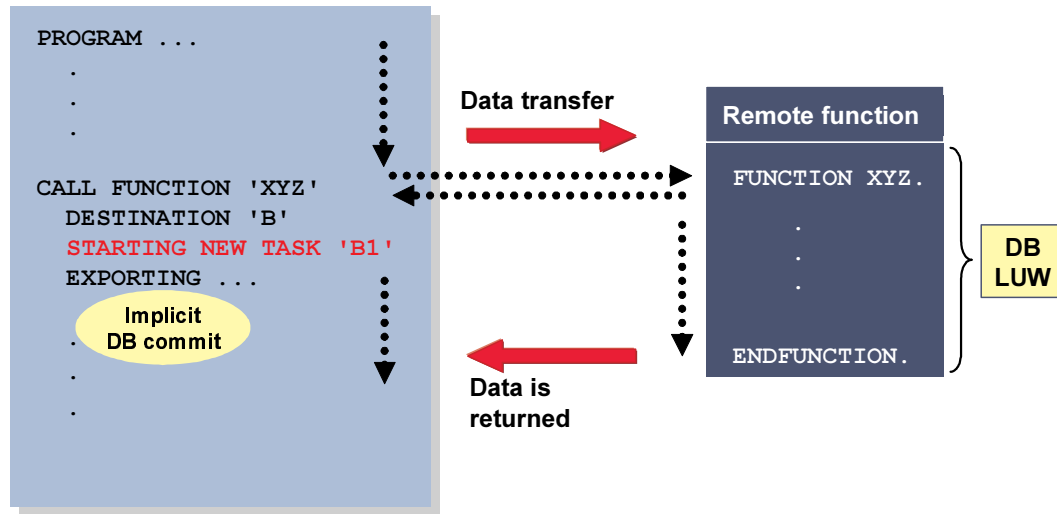 PROGRAM ...
.
.
.
CALL FUNCTION 'XYZ'
DESTINATION 'B'
STARTING NEW TASK 'B1'
EXPORTING ...
Implicit
DB commit
.
.
.
Data transfer
Data is
returned
Remote function
FUNCTION XYZ.
.
.
.
ENDFUNCTION.
DB
LUW